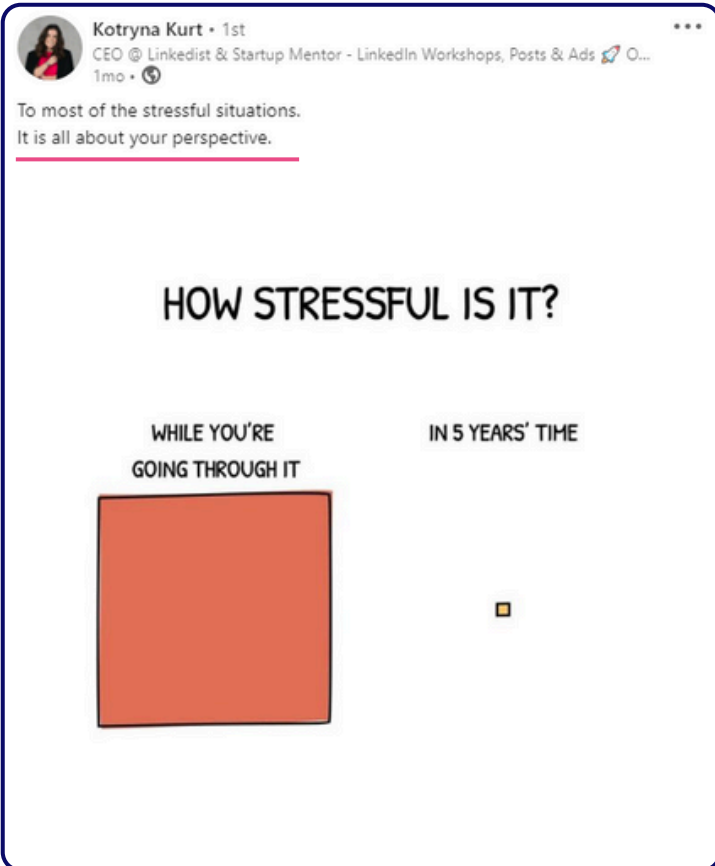 Kotryna Kurt • 1st
CEO @ Linkedist & Startup Mentor - LinkedIn Workshops, Posts & Ads 🚀 O...
1mo •
To most of the stressful situations.
It is all about your perspective.
HOW STRESSFUL IS IT?
WHILE YOU'RE
GOING THROUGH IT
IN 5 YEARS' TIME